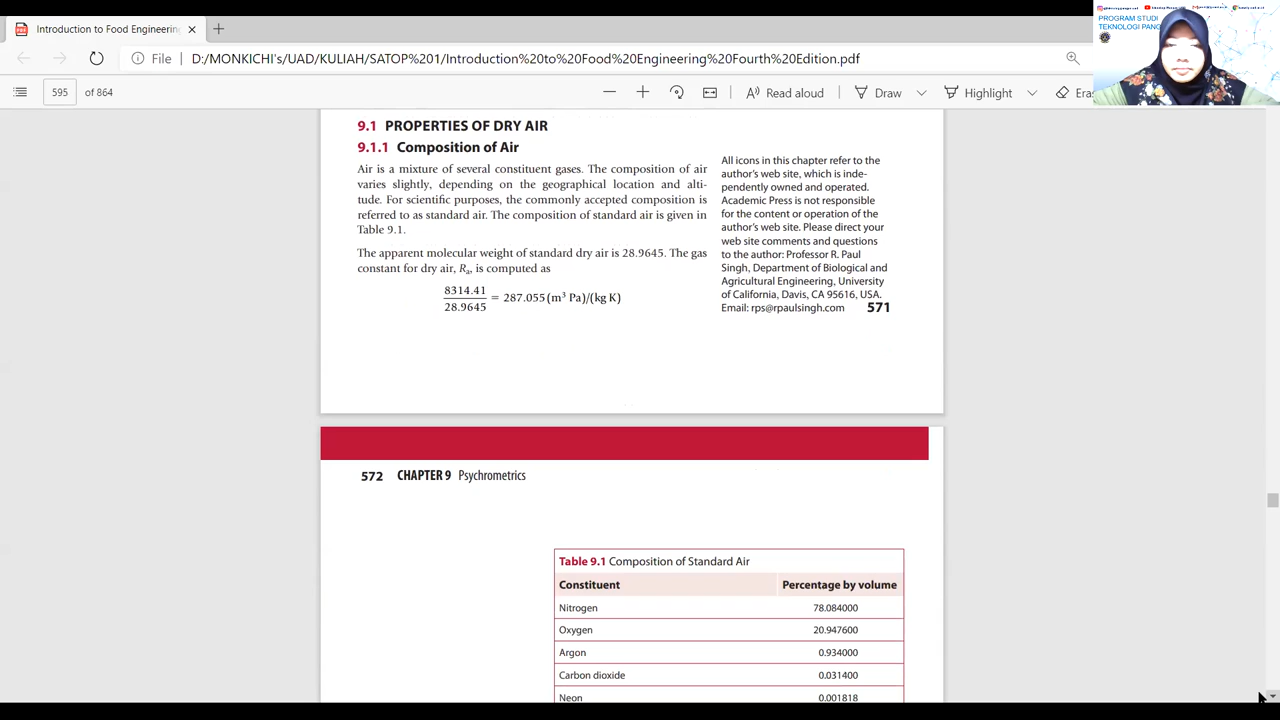 Introduction to Food Engineering
PROGRAM STUDI
TEKNOLOGI PANG
File D:/MONKICHI's/UAD/KULIAH/SATOP%201/Introduction%20to%20Food%20Engineering%20Fourth%20Edition.pdf
595 of 864
Read aloud
Draw
Highlight
Eras
9.1 PROPERTIES OF DRY AIR
9.1.1 Composition of Air
Air is a mixture of several constituent gases. The composition of air
varies slightly, depending on the geographical location and alti-
tude. For scientific purposes, the commonly accepted composition is
referred to as standard air. The composition of standard air is given in
Table 9.1.
The apparent molecular weight of standard dry air is 28.9645. The gas
constant for dry air, Ra, is computed as
8314.41
28.9645 = 287.055 (m³ Pa)/(kg K)
All icons in this chapter refer to the
author's web site, which is inde-
pendently owned and operated.
Academic Press is not responsible
for the content or operation of the
author's web site. Please direct your
web site comments and questions
to the author: Professor R. Paul
Singh, Department of Biological and
Agricultural Engineering, University
of California, Davis, CA 95616, USA.
Email: rps@rpaulsingh.com 571
572 CHAPTER 9 Psychrometrics
Table 9.1 Composition of Standard Air
Constituent Percentage by volume
Nitrogen 78.084000
Oxygen 20.947600
Argon 0.934000
Carbon dioxide 0.031400
Neon 0.001818